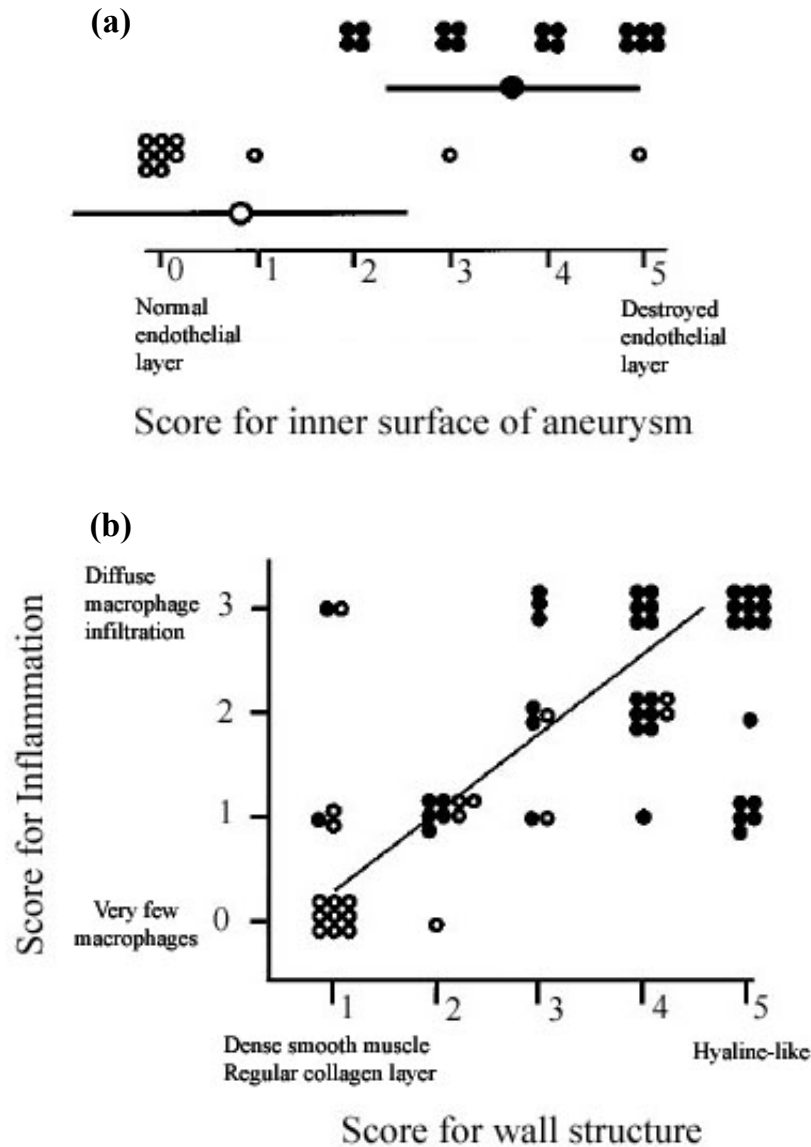 (a)
0 1 2 3 4 5
Normal
endothelial
layer
Destroyed
endothelial
layer
Score for inner surface of aneurysm
(b)
Score for Inflammation
Diffuse
macrophage
infiltration
3
2
1
Very few
macrophages
0
1 2 3 4 5
Dense smooth muscle
Regular collagen layer
Hyaline-like
Score for wall structure